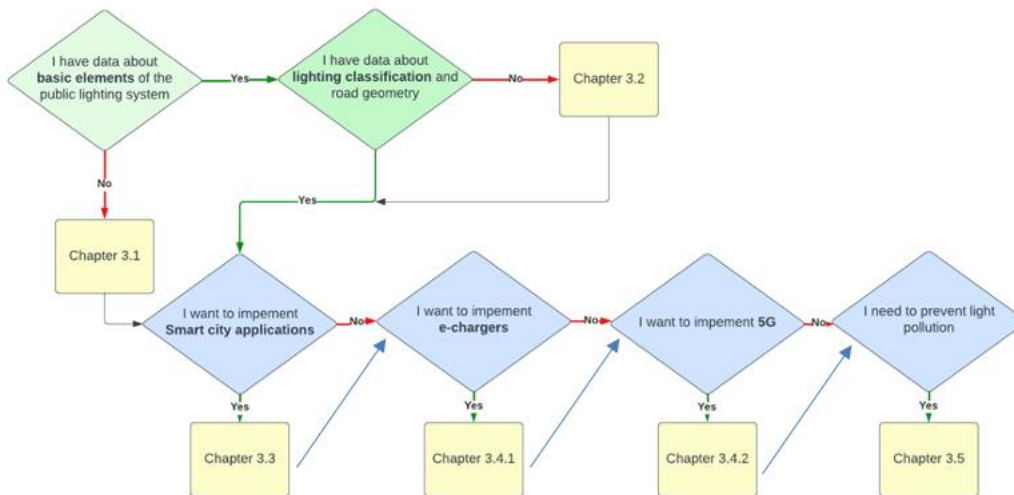 I have data about
basic elements of the
public lighting system
Yes
I have data about
lighting classification and
road geometry
No
Chapter 3.2
No
Yes
Chapter 3.1
I want to impement
Smart city applications
No
I want to impement
e-chargers
No
I want to impement 5G
No
I need to prevent light
pollution
Yes
Yes
Yes
Yes
Chapter 3.3
Chapter 3.4.1
Chapter 3.4.2
Chapter 3.5